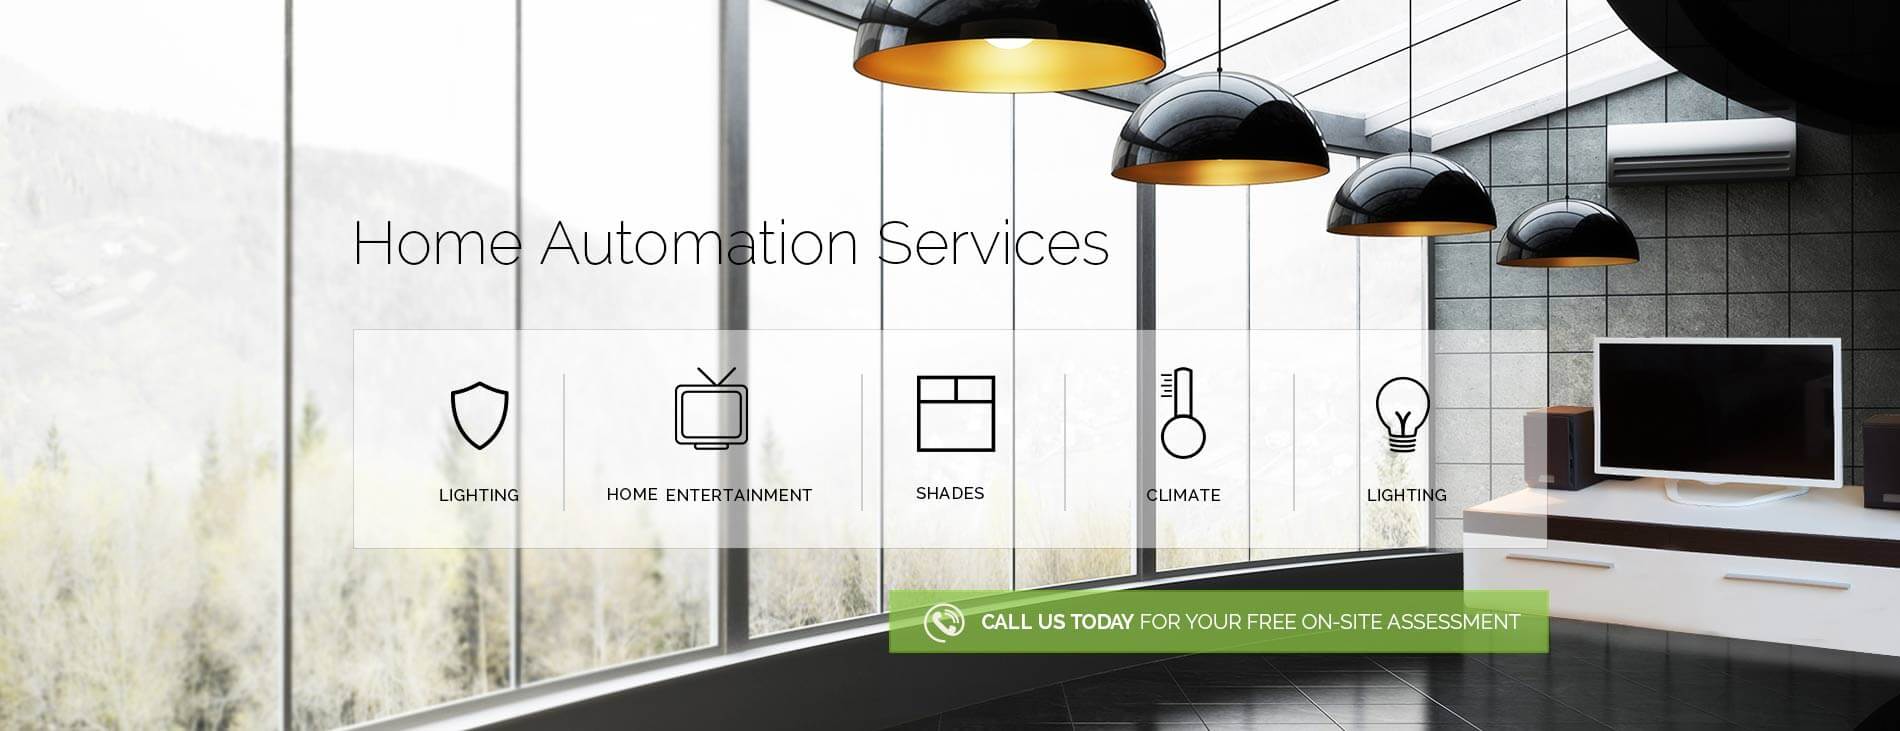 Home Automation Services
LIGHTING
HOME ENTERTAINMENT
SHADES
CLIMATE
LIGHTING
CALL US TODAY FOR YOUR FREE ON-SITE ASSESSMENT